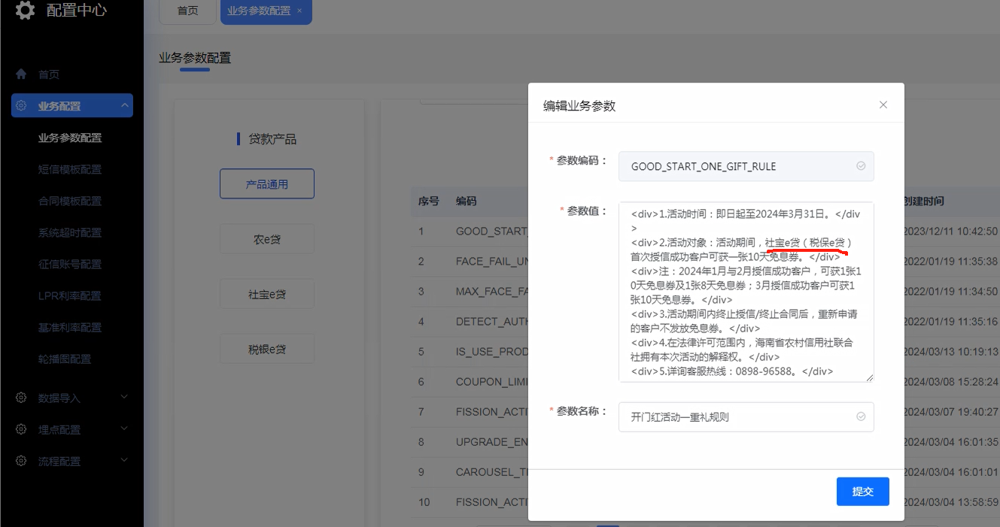 配置中心
首页
业务参数配置 ×
首页
业务配置
业务参数配置
短信模板配置
合同模板配置
系统超时配置
征信账号配置
LPR利率配置
基准利率配置
轮播图配置
数据导入
埋点配置
流程配置
业务参数配置
贷款产品
产品通用
农e贷
社宝e贷
税银e贷
序号 编码 创建时间
1 GOOD_START_ 2023/12/11 10:42:50
2 FACE_FAIL_UN 2022/01/19 11:35:38
3 MAX_FACE_FA 2022/01/19 11:34:50
4 DETECT_AUTH 2022/01/19 11:35:16
5 IS_USE_PROD 2024/03/13 10:19:13
6 COUPON_LIMI 2024/03/08 15:28:24
7 FISSION_ACTI 2024/03/07 19:40:27
8 UPGRADE_EN 2024/03/04 16:01:35
9 CAROUSEL_TI 2024/03/04 16:01:01
10 FISSION_ACTI 2024/03/04 13:58:59
编辑业务参数
* 参数编码：
GOOD_START_ONE_GIFT_RULE
* 参数值：
<div>1.活动时间：即日起至2024年3月31日。</div
>
<div>2.活动对象：活动期间，社宝e贷（税保e贷）
首次授信成功客户可获一张10天免息券。</div>
<div>注：2024年1月与2月授信成功客户，可获1张1
0天免息券及1张8天免息券；3月授信成功客户可获1
张10天免息券。</div>
<div>3.活动期间内终止授信/终止合同后，重新申请
的客户不发放免息券。</div>
<div>4.在法律许可范围内，海南省农村信用社联合
社拥有本次活动的解释权。</div>
<div>5.详询客服热线：0898-96588。</div>
* 参数名称：
开门红活动一重礼规则
提交